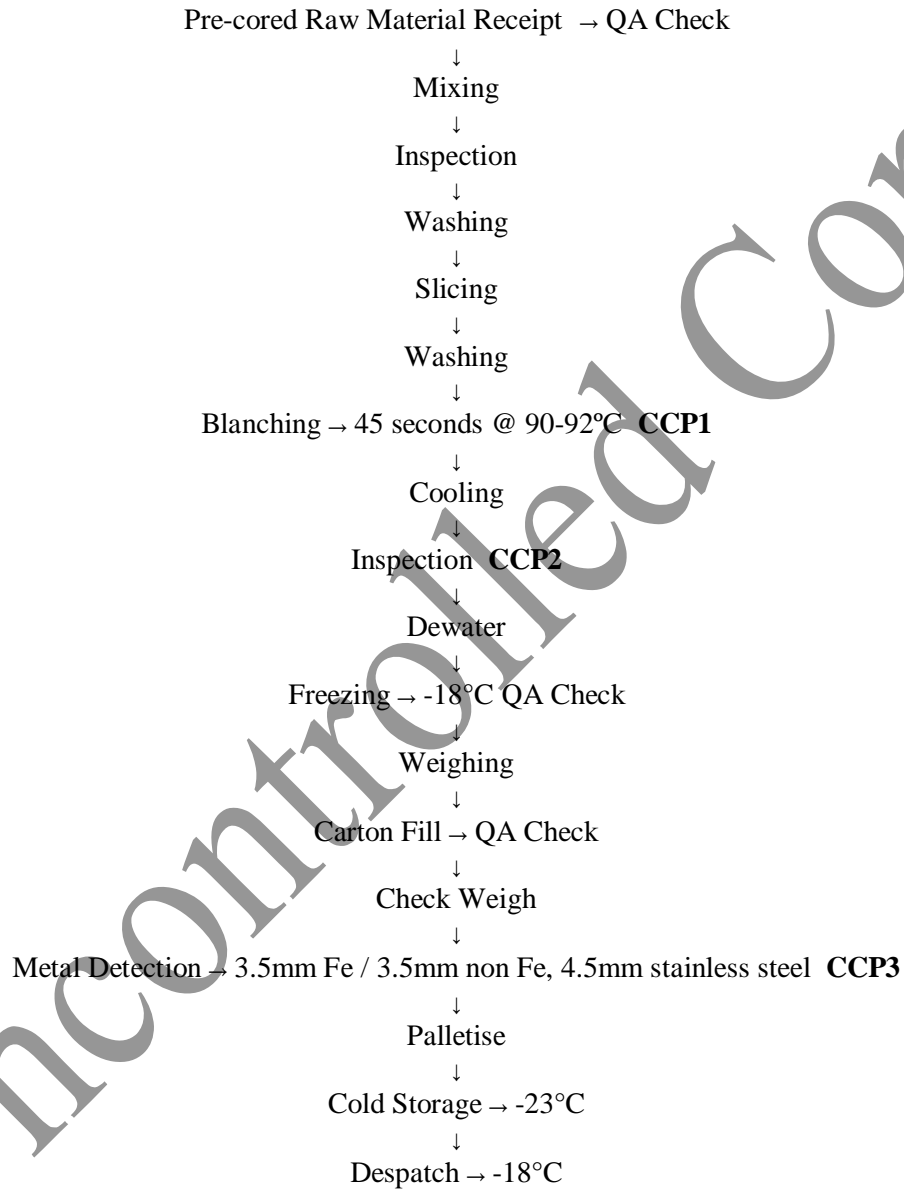 Pre-cored Raw Material Receipt → QA Check
↓
Mixing
↓
Inspection
↓
Washing
↓
Slicing
↓
Washing
↓
Blanching → 45 seconds @ 90-92ºC CCP1
↓
Cooling
↓
Inspection CCP2
↓
Dewater
↓
Freezing → -18°C QA Check
↓
Weighing
↓
Carton Fill → QA Check
↓
Check Weigh
↓
Metal Detection → 3.5mm Fe / 3.5mm non Fe, 4.5mm stainless steel CCP3
↓
Palletise
↓
Cold Storage → -23°C
↓
Despatch → -18°C
ncontrolled Co